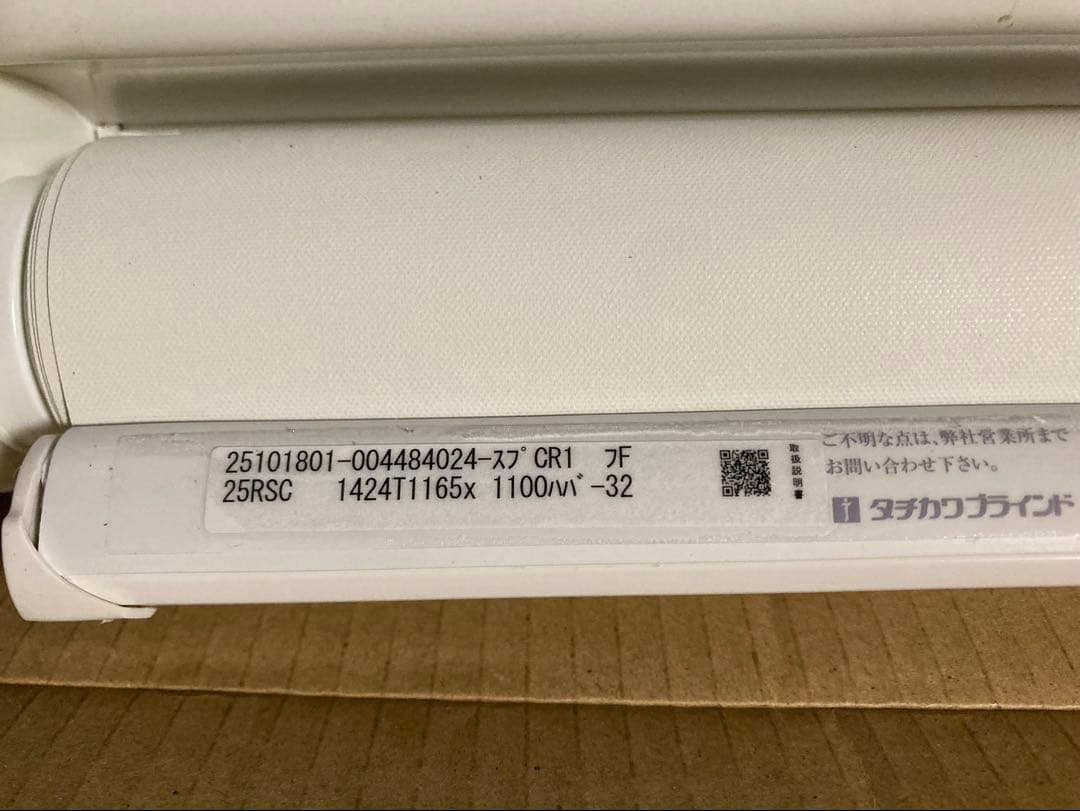 25101801-004484024-ｽﾌﾟCR1 ﾌF
25RSC 1424T1165x 1100ﾊﾊﾞ-32
取扱説明書
ご不明な点は、弊社営業所まで
お問い合わせ下さい。
タチカワブラインド